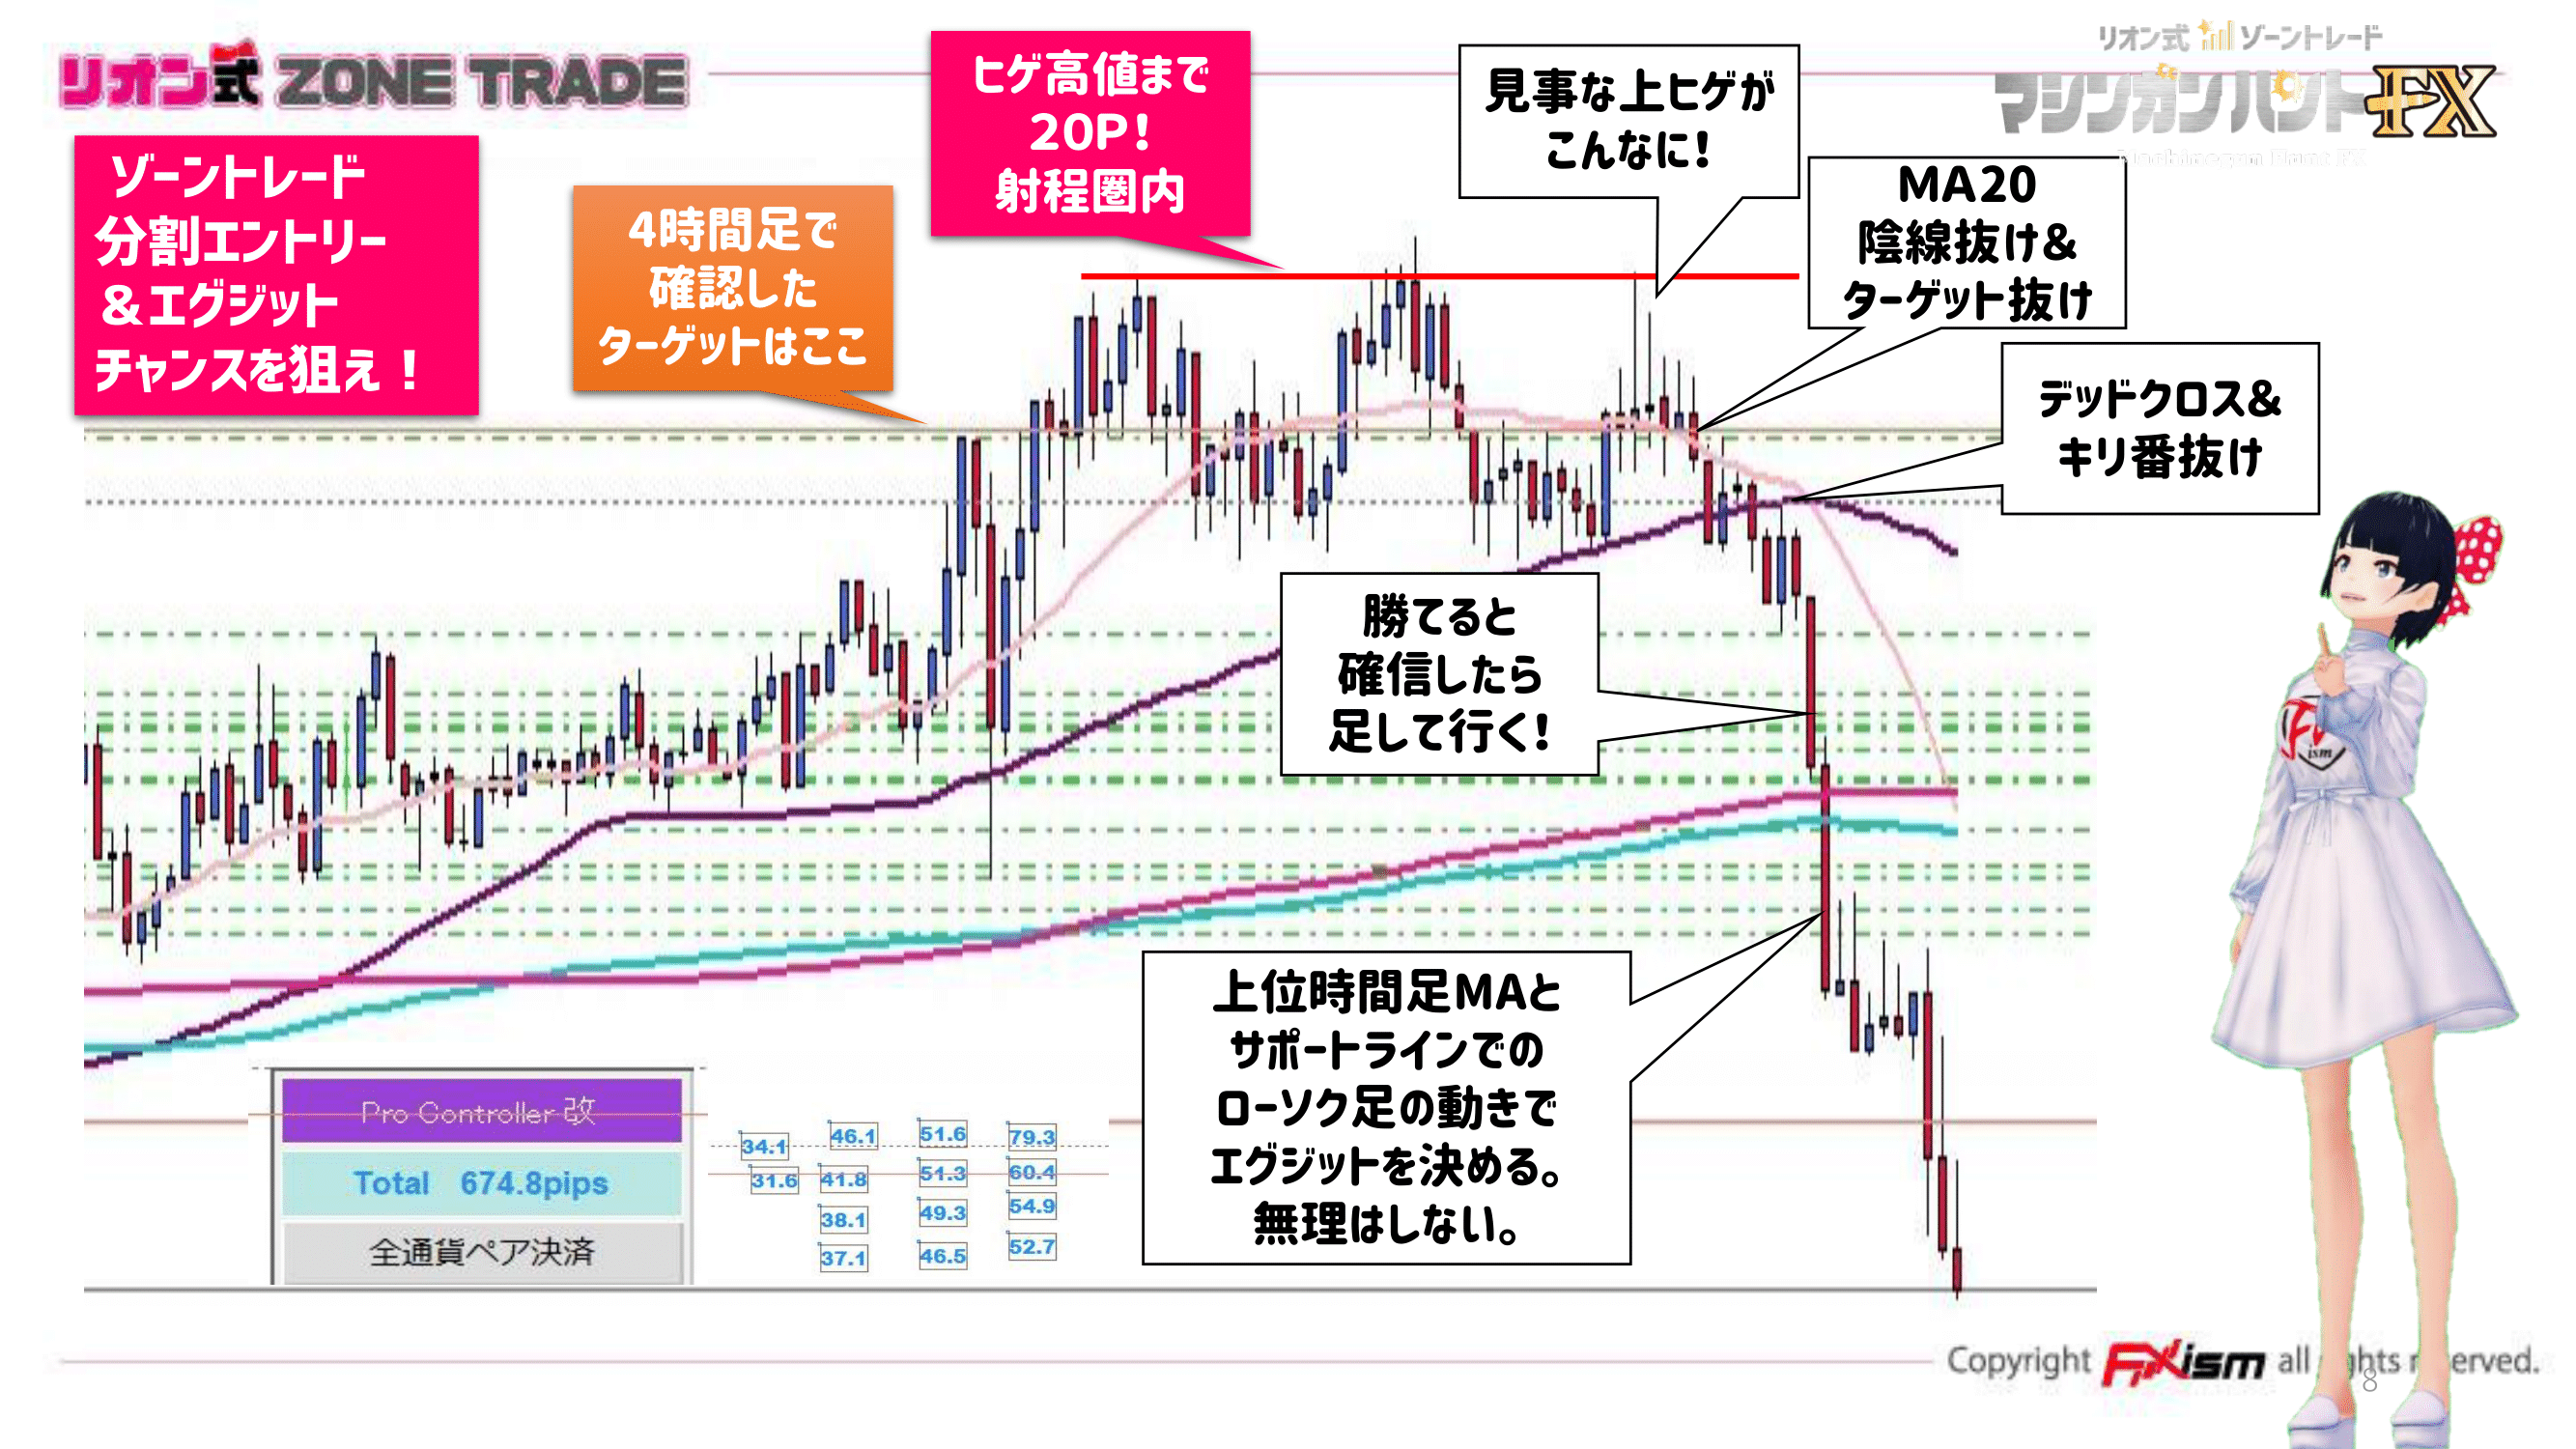 リオン式 ZONE TRADE
リオン式 ゾーントレード
マシンガンハントFX
Machinegun Hunt FX
ゾーントレード
分割エントリー
＆エグジット
チャンスを狙え！
4時間足で
確認した
ターゲットはここ
ヒゲ高値まで
20P！
射程圏内
見事な上ヒゲが
こんなに！
MA20
陰線抜け&
ターゲット抜け
デッドクロス&
キリ番抜け
勝てると
確信したら
足して行く！
上位時間足MAと
サポートラインでの
ローソク足の動きで
エグジットを決める。
無理はしない。
Pro Controller 改
Total 674.8pips
全通貨ペア決済
34.1 46.1 51.6 79.3
31.6 41.8 51.3 60.4
38.1 49.3 54.9
37.1 46.5 52.7
ism
Copyright FXism all rights reserved.
8